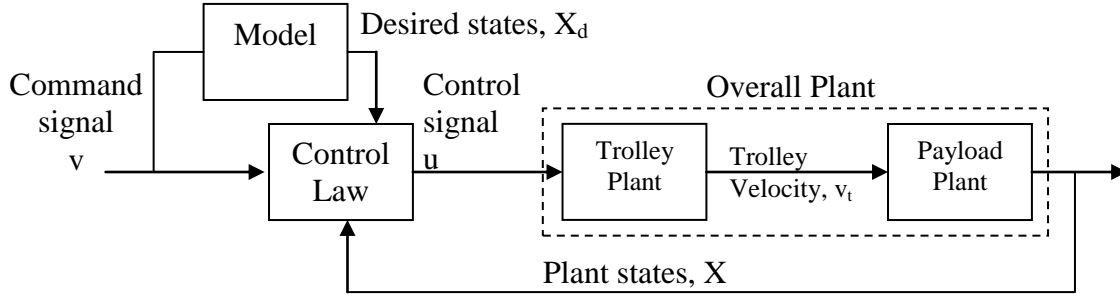 Model
Desired states, X_d
Command
signal
v
Control
signal
u
Control
Law
Overall Plant
Trolley
Plant
Trolley
Velocity, v_t
Payload
Plant
Plant states, X